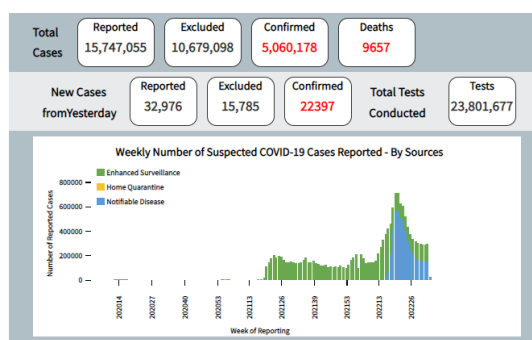 Total Cases
Reported
15,747,055
Excluded
10,679,098
Confirmed
5,060,178
Deaths
9657
New Cases
fromYesterday
Reported
32,976
Excluded
15,785
Confirmed
22397
Total Tests
Conducted
Tests
23,801,677
Weekly Number of Suspected COVID-19 Cases Reported - By Sources
Enhanced Surveillance
Home Quarantine
Notifiable Disease
Number of Reported Cases
800000
600000
400000
200000
0
202014
202027
202040
202053
202113
202126
202139
202153
202213
202226
Week of Reporting